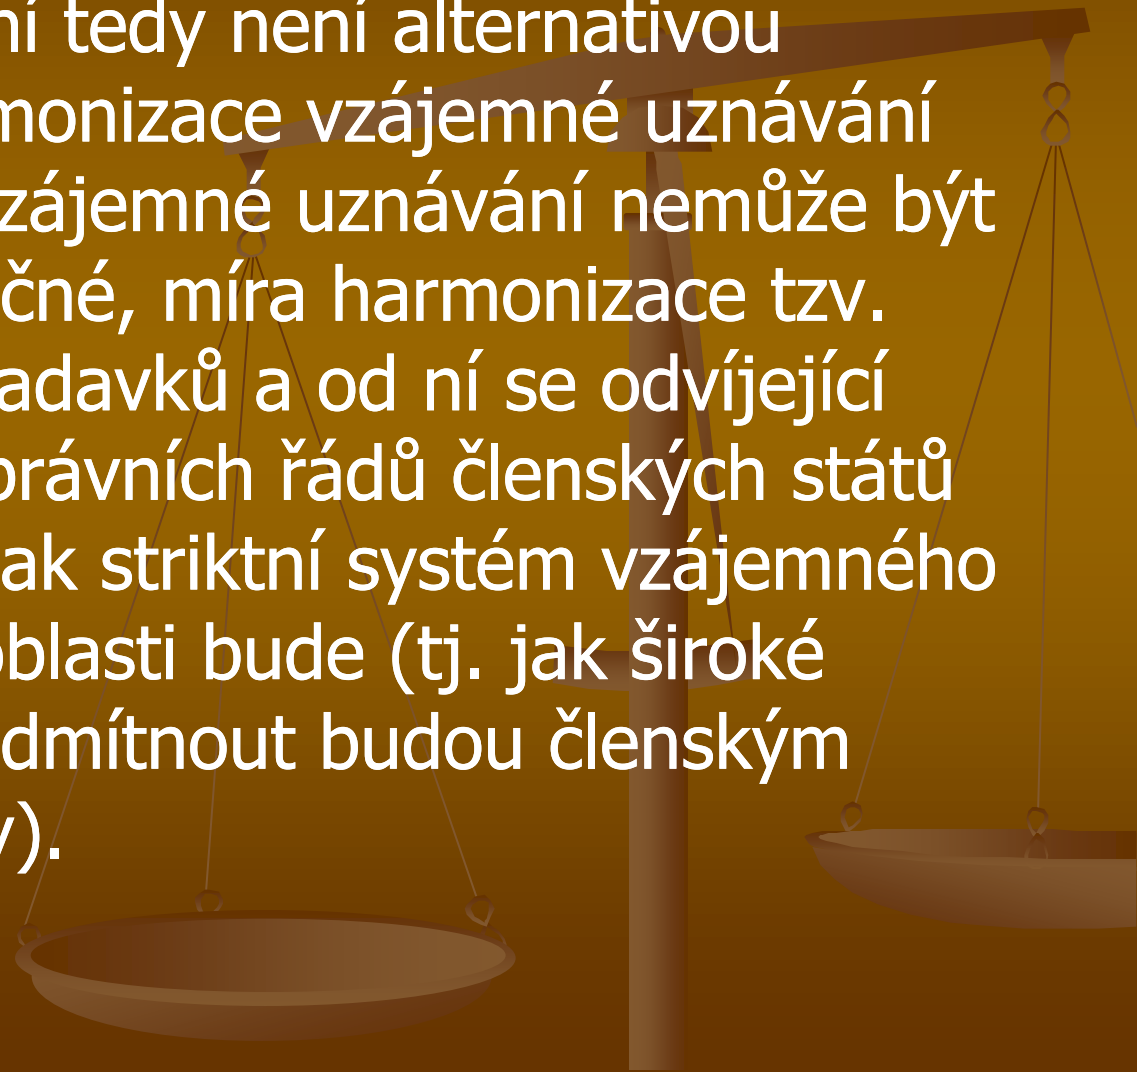 ní tedy není alternativou
monizace vzájemné uznávání
zájemné uznávání nemůže být
čné, míra harmonizace tzv.
adavků a od ní se odvíjející
právních řádů členských států
ak striktní systém vzájemného
oblasti bude (tj. jak široké
dmítnout budou členským
y).